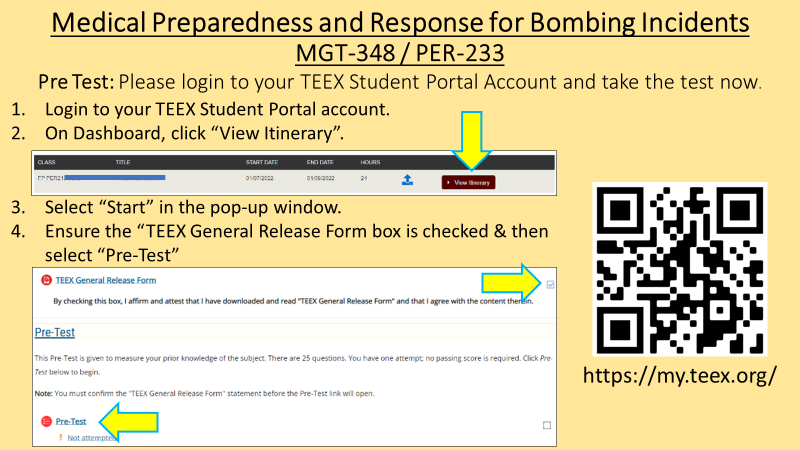 Medical Preparedness and Response for Bombing Incidents
MGT-348 / PER-233
Pre Test: Please login to your TEEX Student Portal Account and take the test now.
1. Login to your TEEX Student Portal account.
2. On Dashboard, click “View Itinerary”.
CLASS TITLE START DATE END DATE HOURS
01/07/2022 01/09/2022 24 View Itinerary
3. Select “Start” in the pop-up window.
4. Ensure the “TEEX General Release Form box is checked & then
select “Pre-Test”
TEEX General Release Form
By checking this box, I affirm and attest that I have downloaded and read "TEEX General Release Form" and that I agree with the content therein.
Pre-Test
This Pre-Test is given to measure your prior knowledge of the subject. There are 25 questions. You have one attempt; no passing score is required. Click Pre-
Test below to begin.
Note: You must confirm the "TEEX General Release Form" statement before the Pre-Test link will open.
Pre-Test
! Not attempted
https://my.teex.org/